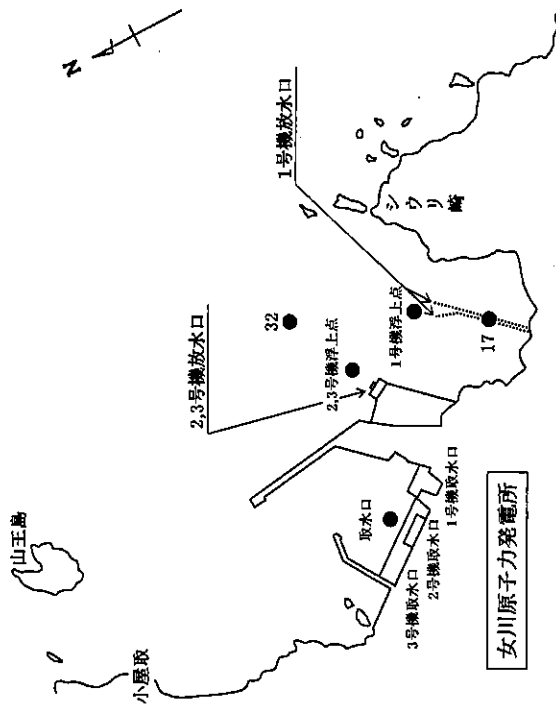 N
山王島
小屋取
2,3号機放水口
1号機放水口
32
2,3号機浮上点
1号機浮上点
17
シウリ崎
取水口
1号機取水口
2号機取水口
3号機取水口
女川原子力発電所